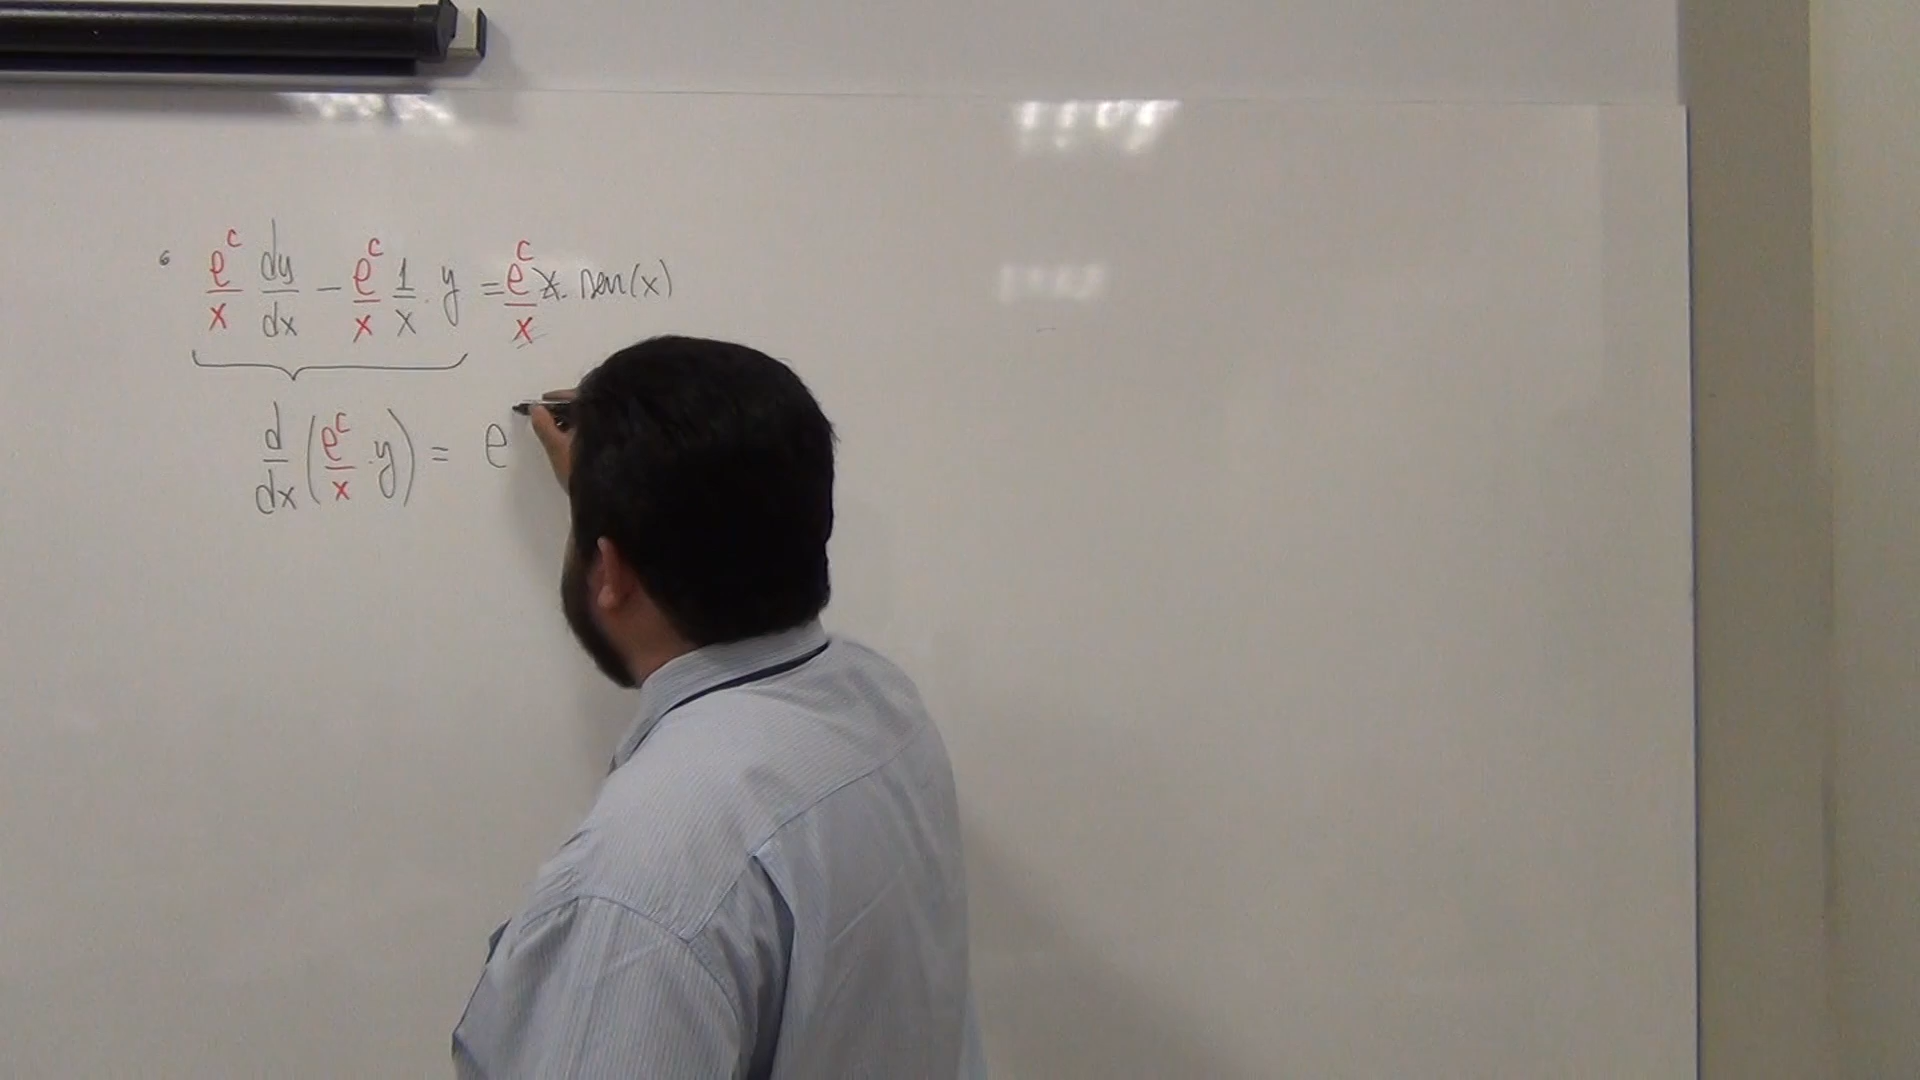 6 e^c/x dy/dx - e^c/x 1/x · y = e^c/x x · sen(x)
d/dx (e^c/x · y) = e